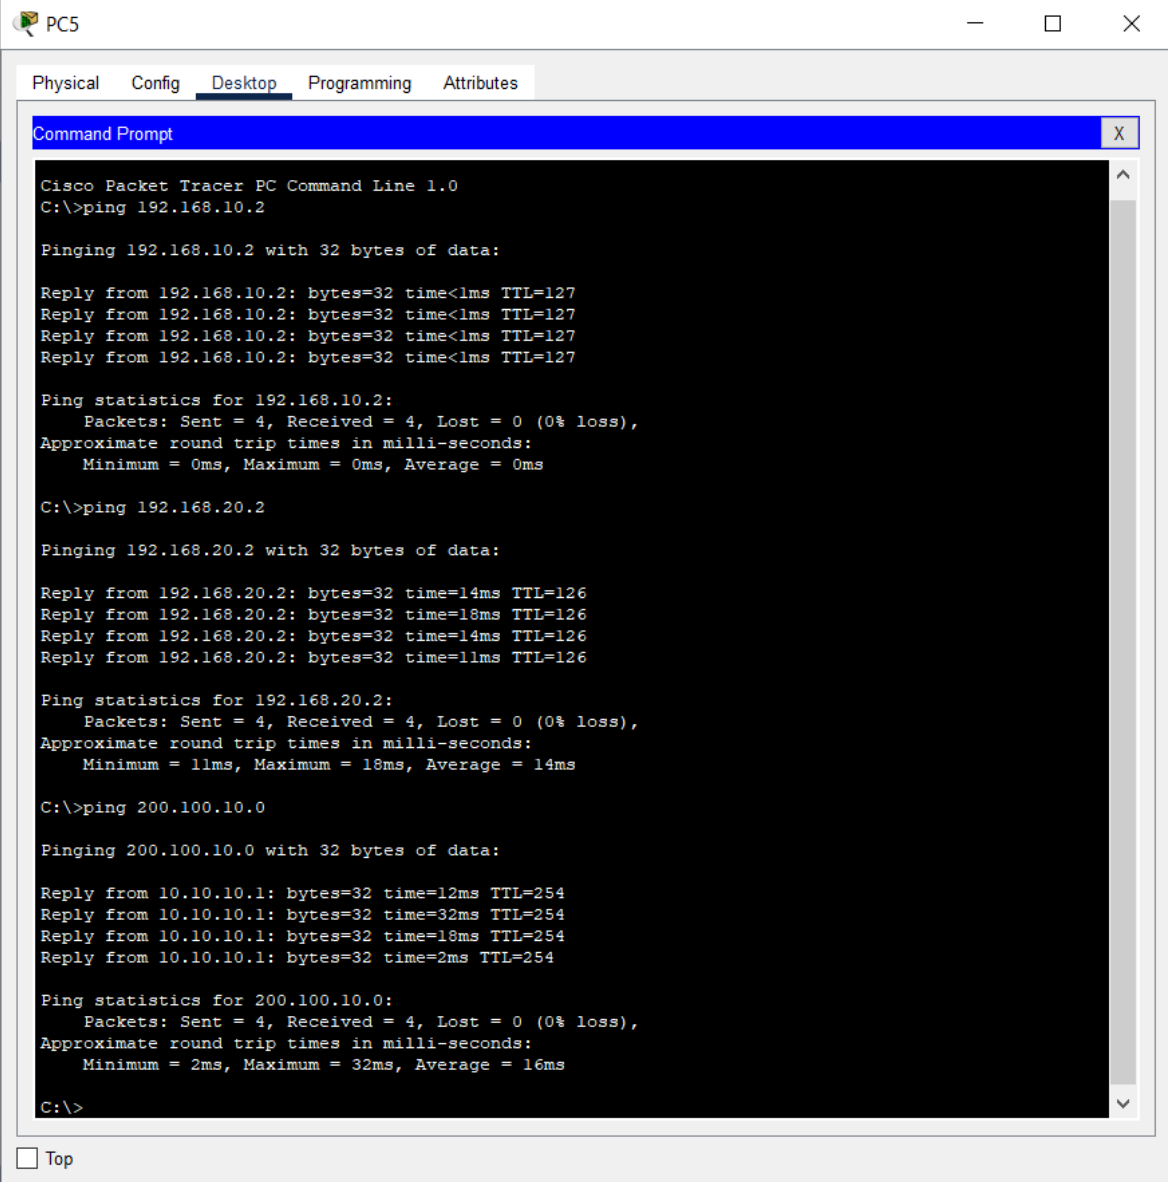 PC5
Physical Config Desktop Programming Attributes
Command Prompt
X
Cisco Packet Tracer PC Command Line 1.0
C:\>ping 192.168.10.2
Pinging 192.168.10.2 with 32 bytes of data:
Reply from 192.168.10.2: bytes=32 time<1ms TTL=127
Reply from 192.168.10.2: bytes=32 time<1ms TTL=127
Reply from 192.168.10.2: bytes=32 time<1ms TTL=127
Reply from 192.168.10.2: bytes=32 time<1ms TTL=127
Ping statistics for 192.168.10.2:
Packets: Sent = 4, Received = 4, Lost = 0 (0% loss),
Approximate round trip times in milli-seconds:
Minimum = 0ms, Maximum = 0ms, Average = 0ms
C:\>ping 192.168.20.2
Pinging 192.168.20.2 with 32 bytes of data:
Reply from 192.168.20.2: bytes=32 time=14ms TTL=126
Reply from 192.168.20.2: bytes=32 time=18ms TTL=126
Reply from 192.168.20.2: bytes=32 time=14ms TTL=126
Reply from 192.168.20.2: bytes=32 time=11ms TTL=126
Ping statistics for 192.168.20.2:
Packets: Sent = 4, Received = 4, Lost = 0 (0% loss),
Approximate round trip times in milli-seconds:
Minimum = 11ms, Maximum = 18ms, Average = 14ms
C:\>ping 200.100.10.0
Pinging 200.100.10.0 with 32 bytes of data:
Reply from 10.10.10.1: bytes=32 time=12ms TTL=254
Reply from 10.10.10.1: bytes=32 time=32ms TTL=254
Reply from 10.10.10.1: bytes=32 time=18ms TTL=254
Reply from 10.10.10.1: bytes=32 time=2ms TTL=254
Ping statistics for 200.100.10.0:
Packets: Sent = 4, Received = 4, Lost = 0 (0% loss),
Approximate round trip times in milli-seconds:
Minimum = 2ms, Maximum = 32ms, Average = 16ms
C:\>
Top